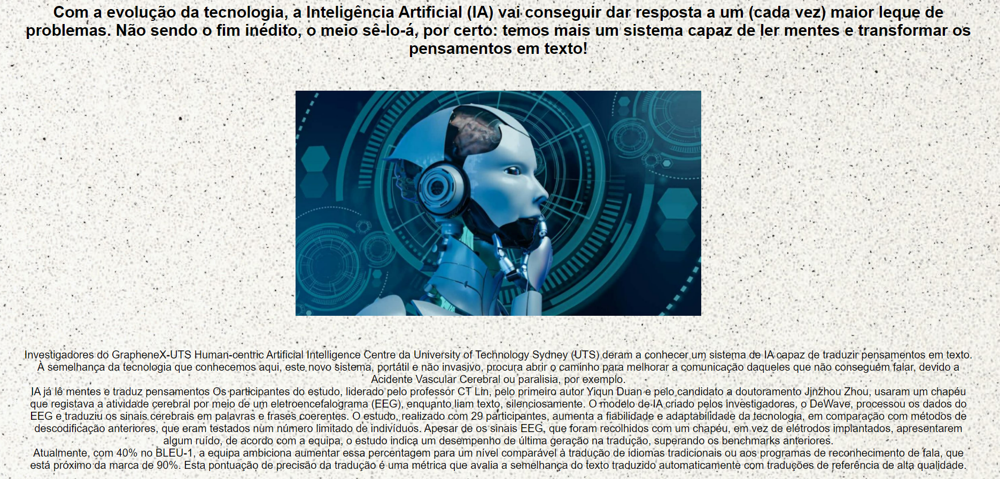 Com a evolução da tecnologia, a Inteligência Artificial (IA) vai conseguir dar resposta a um (cada vez) maior leque de
problemas. Não sendo o fim inédito, o meio sê-lo-á, por certo: temos mais um sistema capaz de ler mentes e transformar os
pensamentos em texto!
Investigadores do GrapheneX-UTS Human-centric Artificial Intelligence Centre da University of Technology Sydney (UTS) deram a conhecer um sistema de IA capaz de traduzir pensamentos em texto.
À semelhança da tecnologia que conhecemos aqui, este novo sistema, portátil e não invasivo, procura abrir o caminho para melhorar a comunicação daqueles que não conseguem falar, devido a
Acidente Vascular Cerebral ou paralisia, por exemplo.
IA já lê mentes e traduz pensamentos Os participantes do estudo, liderado pelo professor CT Lin, pelo primeiro autor Yiqun Duan e pelo candidato a doutoramento Jinzhou Zhou, usaram um chapéu
que registava a atividade cerebral por meio de um eletroencefalograma (EEG), enquanto liam texto, silenciosamente. O modelo de IA criado pelos investigadores, o DeWave, processou os dados do
EEG e traduziu os sinais cerebrais em palavras e frases coerentes. O estudo, realizado com 29 participantes, aumenta a fiabilidade e adaptabilidade da tecnologia, em comparação com métodos de
descodificação anteriores, que eram testados num número limitado de indivíduos. Apesar de os sinais EEG, que foram recolhidos com um chapéu, em vez de elétrodos implantados, apresentarem
algum ruído, de acordo com a equipa, o estudo indica um desempenho de última geração na tradução, superando os benchmarks anteriores.
Atualmente, com 40% no BLEU-1, a equipa ambiciona aumentar essa percentagem para um nível comparável à tradução de idiomas tradicionais ou aos programas de reconhecimento de fala, que
está próximo da marca de 90%. Esta pontuação de precisão da tradução é uma métrica que avalia a semelhança do texto traduzido automaticamente com traduções de referência de alta qualidade.